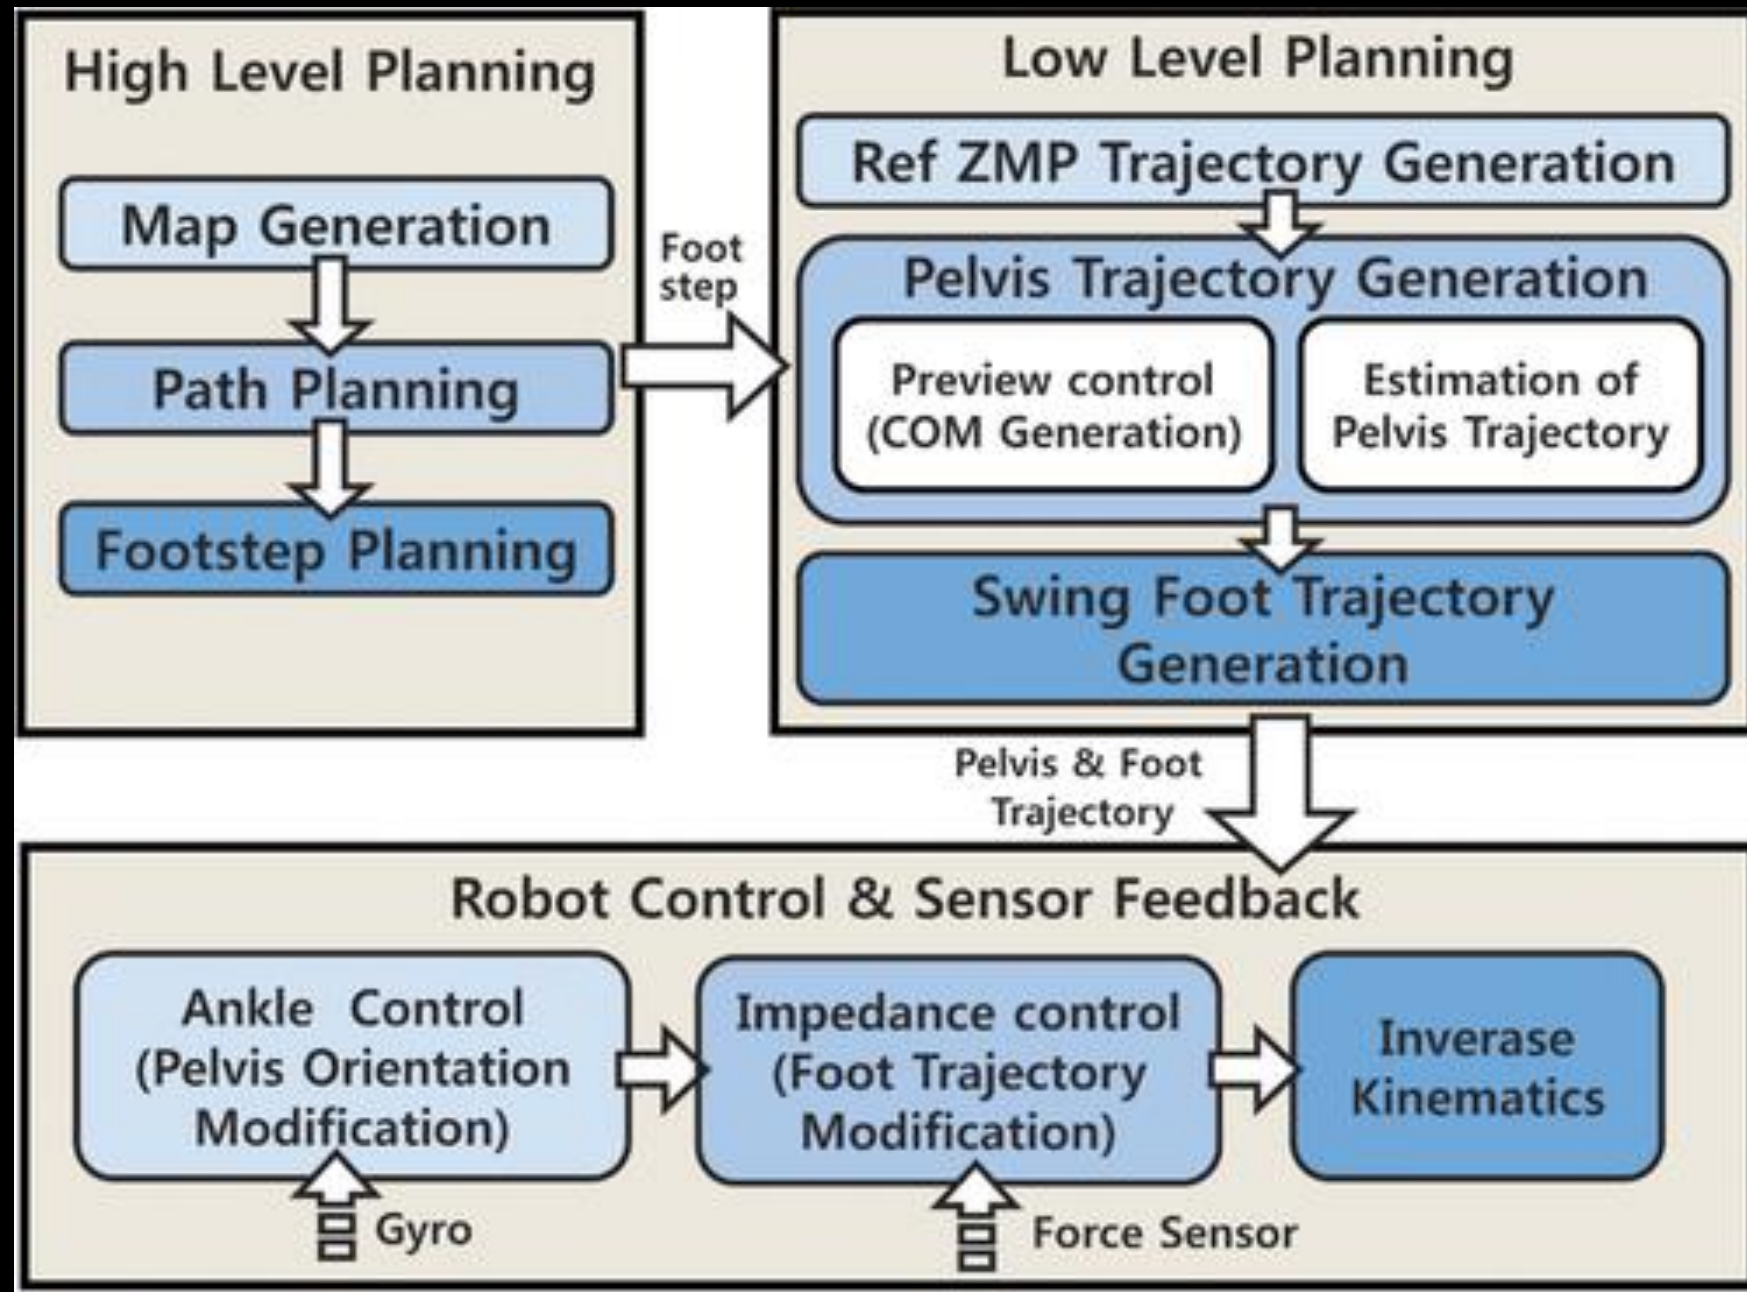 High Level Planning
Map Generation
Path Planning
Footstep Planning
Foot
step
Low Level Planning
Ref ZMP Trajectory Generation
Pelvis Trajectory Generation
Preview control
(COM Generation)
Estimation of
Pelvis Trajectory
Swing Foot Trajectory
Generation
Pelvis & Foot
Trajectory
Robot Control & Sensor Feedback
Ankle Control
(Pelvis Orientation
Modification)
Impedance control
(Foot Trajectory
Modification)
Inverase
Kinematics
Gyro
Force Sensor